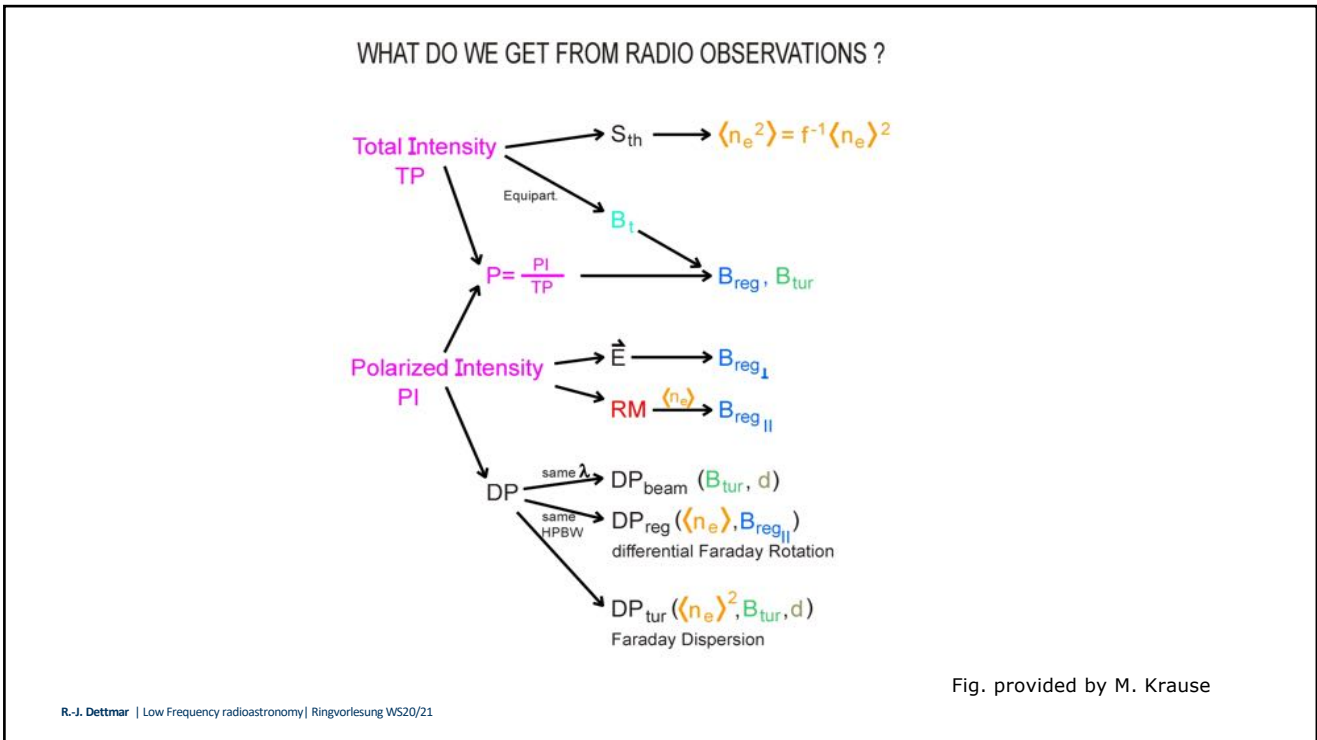 WHAT DO WE GET FROM RADIO OBSERVATIONS ?
Total Intensity
TP
S_th
⟨n_e²⟩ = f⁻¹⟨n_e⟩²
Equipart.
B_t
P= PI/TP
B_reg, B_tur
Polarized Intensity
PI
E⃗
B_reg⊥
RM
⟨n_e⟩
B_reg||
DP
same λ
DP_beam (B_tur, d)
same
HPBW
DP_reg (⟨n_e⟩, B_reg||)
differential Faraday Rotation
DP_tur (⟨n_e⟩², B_tur, d)
Faraday Dispersion
Fig. provided by M. Krause
R.-J. Dettmar | Low Frequency radioastronomy| Ringvorlesung WS20/21